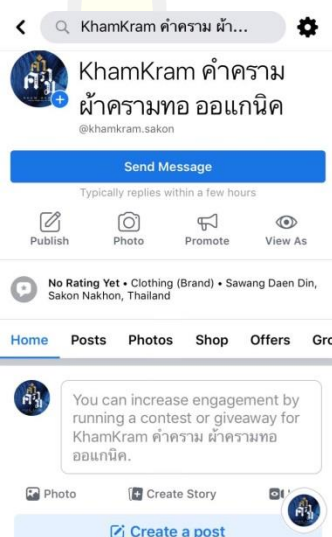 KhamKram คำคราม ผ้า...
KhamKram คำคราม
ผ้าครามทอ ออแกนิค
@khamkram.sakon
Send Message
Typically replies within a few hours
Publish Photo Promote View As
No Rating Yet • Clothing (Brand) • Sawang Daen Din,
Sakon Nakhon, Thailand
Home Posts Photos Shop Offers Gro
You can increase engagement by
running a contest or giveaway for
KhamKram คำคราม ผ้าครามทอ
ออแกนิค.
Photo Create Story
Create a post